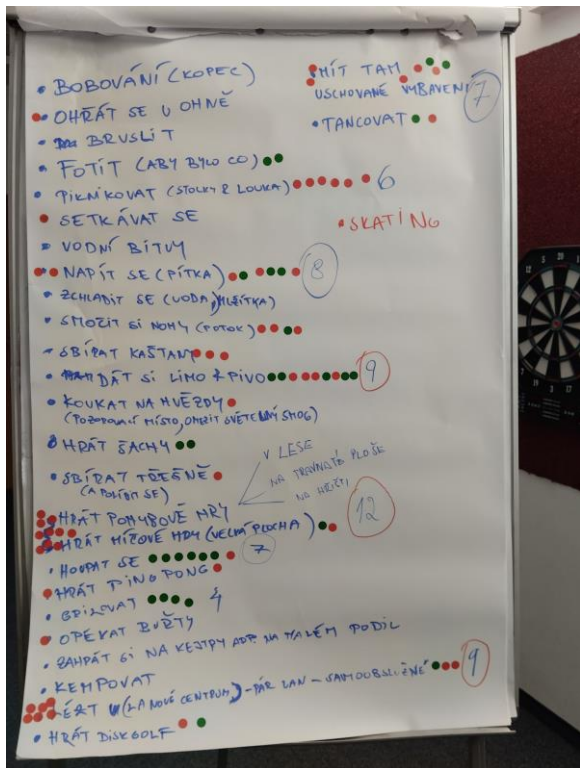 BOBOVÁNÍ (KOPEC)
OHŘÁT SE U OHNĚ
BRUSLIT
FOTIT (ABY BYLO CO)
PIKNIKOVAT (STOLKY & LOUKA) 6
SETKÁVAT SE
VODNÍ BITVY
NAPÍT SE (PÍTKA) 8
ZCHLADIT SE (VODA, MLŽÍTKA)
SMOČIT SI NOHY (POTOK)
SBÍRAT KAŠTANY
DÁT SI LIMO & PIVO 9
KOUKAT NA HVĚZDY
(POZOROVACÍ MÍSTO, OMEZIT SVĚTELNÝ SMOG)
HRÁT ŠACHY
SBÍRAT TŘEŠNĚ
(A POLÍBIT SE)
HRÁT POHYBOVÉ HRY
HRÁT MÍČOVÉ HRY (VELKÁ PLOCHA) 12
HOUPAT SE 7
HRÁT PING PONG
GRILOVAT 4
OPÉKAT BUŘTY
ZAHRÁT SI NA KEJTRY APP. NA MALÉM PODIU
KEMPOVAT
(LANOVÉ CENTRUM) - PÁR LAN - SAMOOBSLUŽNÉ 9
HRÁT DISKGOLF
MÍT TAM
USCHOVANÉ VYBAVENÍ 7
TANCOVAT
SKATING
V LESE
NA TRAVNATÉ PLOŠE
NA HŘIŠTI